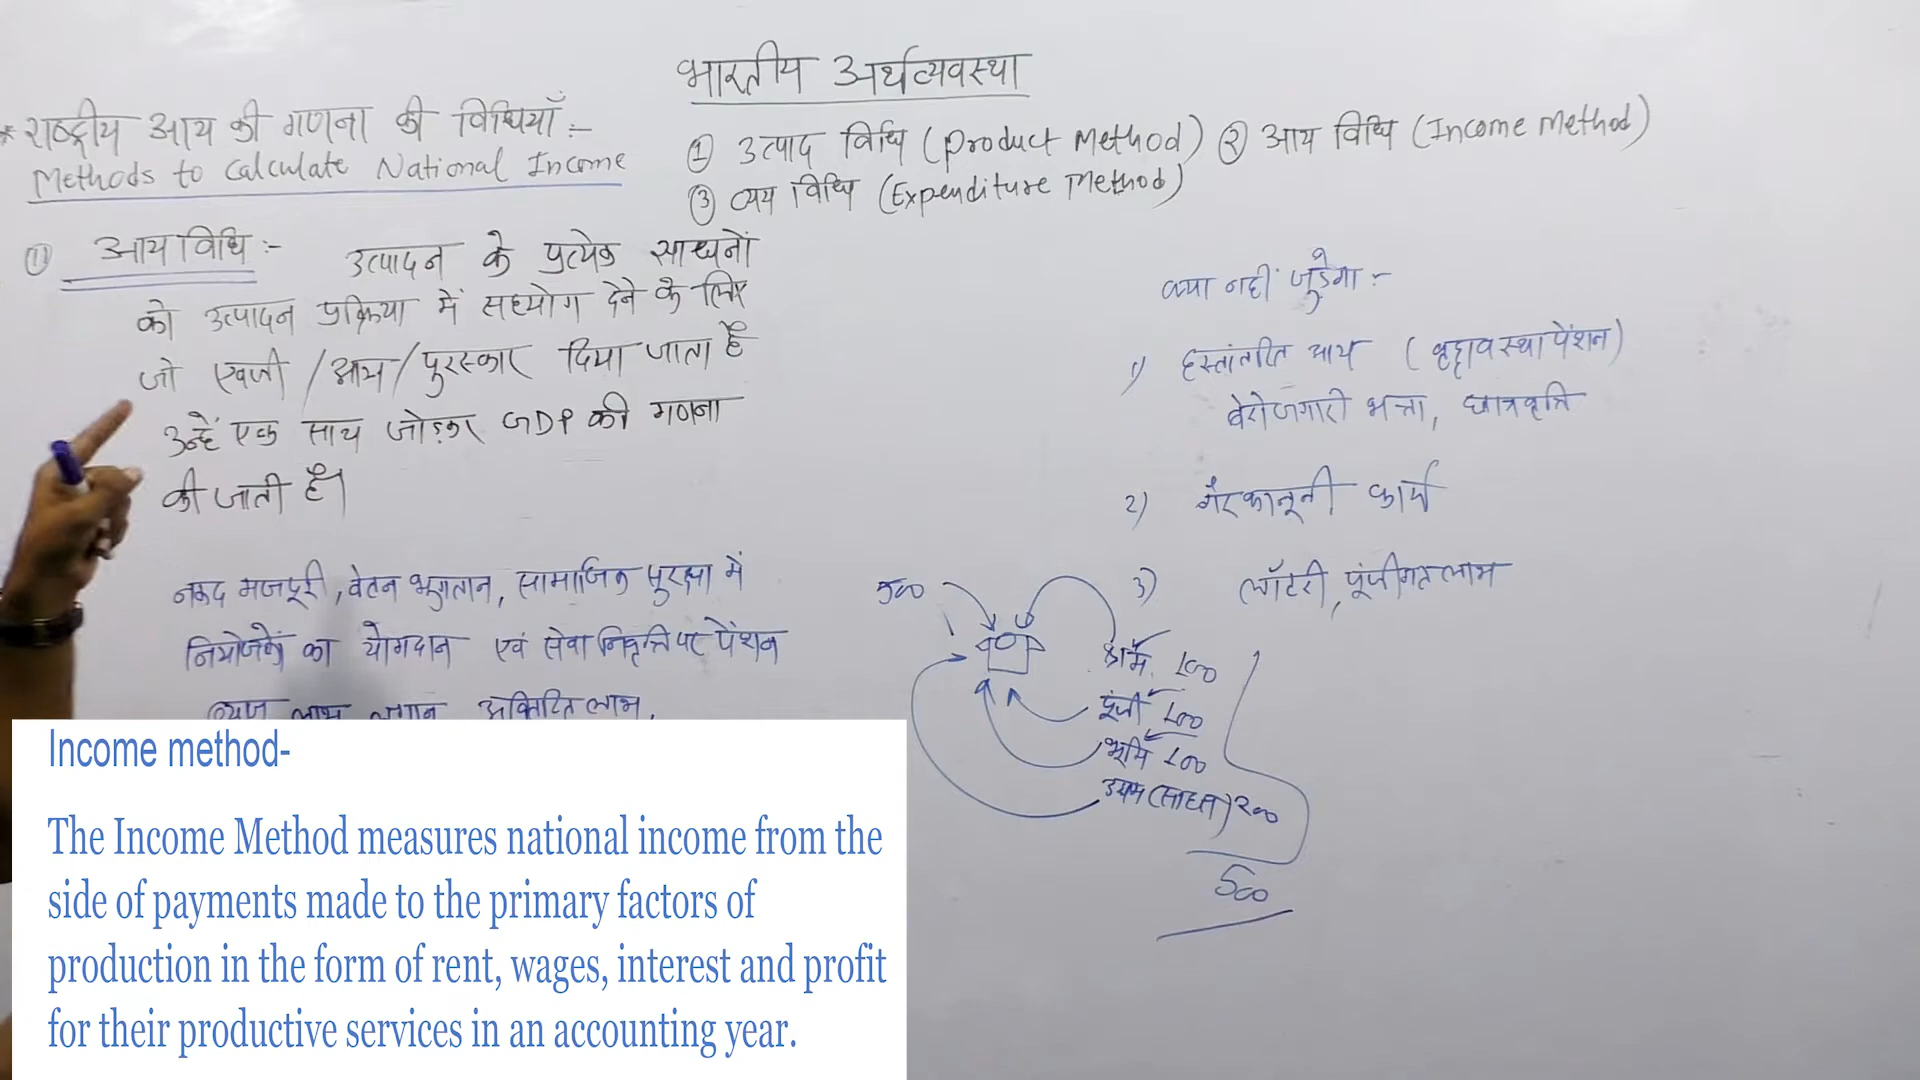 भारतीय अर्थव्यवस्था
* राष्ट्रीय आय की गणना की विधियाँ :-
Methods to Calculate National Income
① उत्पाद विधि (Product Method) ② आय विधि (Income Method)
③ व्यय विधि (Expenditure Method)
① आय विधि :- उत्पादन के प्रत्येक साधनों
को उत्पादन प्रक्रिया में सहयोग देने के लिए
जो एवजी /आय/पुरस्कार दिया जाता है
उन्हें एक साथ जोड़कर GDP की गणना
की जाती है।
नकद मजदूरी, वेतन भुगतान, सामाजिक सुरक्षा में
नियोजकों का योगदान एवं सेवानिवृत्ति पर पेंशन
ब्याज लाभ लगान अवितरित लाभ,
क्या नहीं जुड़ेगा :-
1) हस्तांतरित आय (वृद्धावस्था पेंशन)
बेरोजगारी भत्ता, छात्रवृत्ति
2) गैरकानूनी कार्य
3) लॉटरी, पूंजीगत लाभ
500
श्रम 100
पूंजी 100
भूमि 100
उद्यम (साहस) 200
500
Income method-
The Income Method measures national income from the
side of payments made to the primary factors of
production in the form of rent, wages, interest and profit
for their productive services in an accounting year.